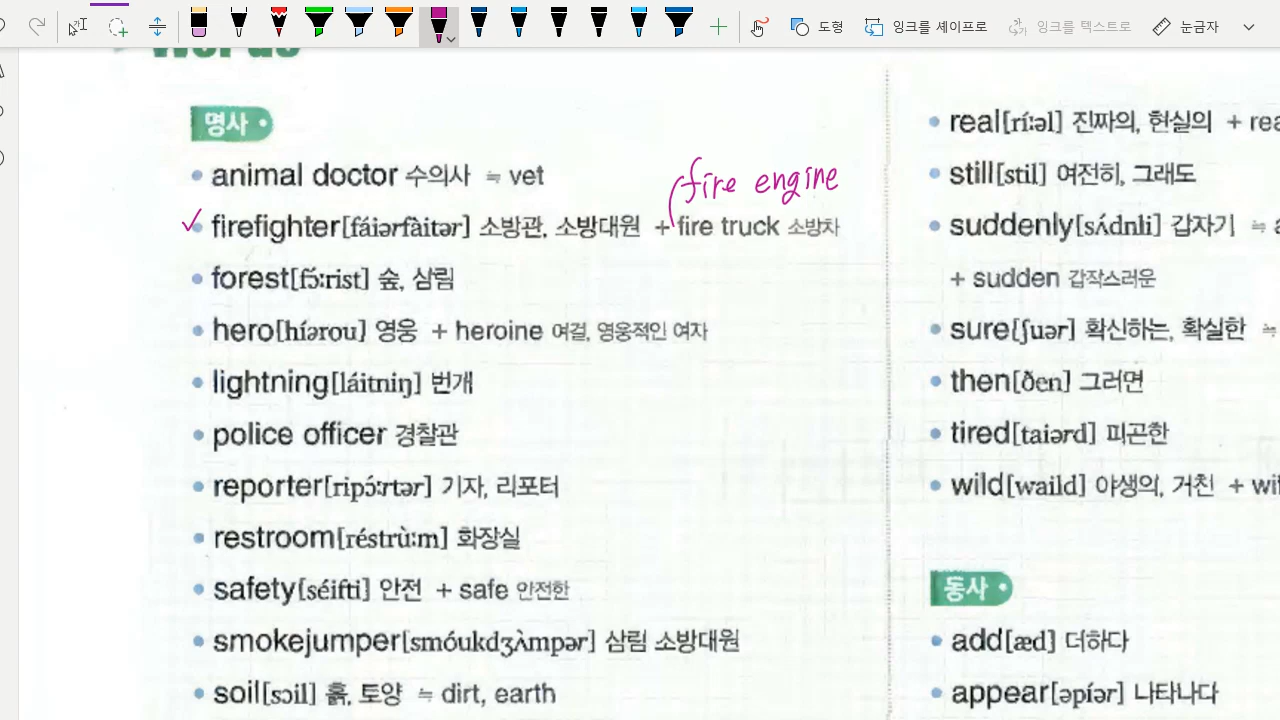 도형
잉크를 셰이프로
잉크를 텍스트로
눈금자
Words
명사
animal doctor 수의사 ≒ vet
fire engine
firefighter[fáiərfàitər] 소방관, 소방대원 + fire truck 소방차
forest[fɔ́ːrist] 숲, 삼림
hero[híərou] 영웅 + heroine 여걸, 영웅적인 여자
lightning[láitniŋ] 번개
police officer 경찰관
reporter[ripɔ́ːrtər] 기자, 리포터
restroom[réstrùːm] 화장실
safety[séifti] 안전 + safe 안전한
smokejumper[smóukdʒʌ̀mpər] 삼림 소방대원
soil[sɔil] 흙, 토양 ≒ dirt, earth
real[ríːəl] 진짜의, 현실의 + rea
still[stil] 여전히, 그래도
suddenly[sʌ́dnli] 갑자기 ≒ a
+ sudden 갑작스러운
sure[ʃuər] 확신하는, 확실한 ≒
then[ðen] 그러면
tired[taiərd] 피곤한
wild[waild] 야생의, 거친 + wil
동사
add[æd] 더하다
appear[əpíər] 나타나다